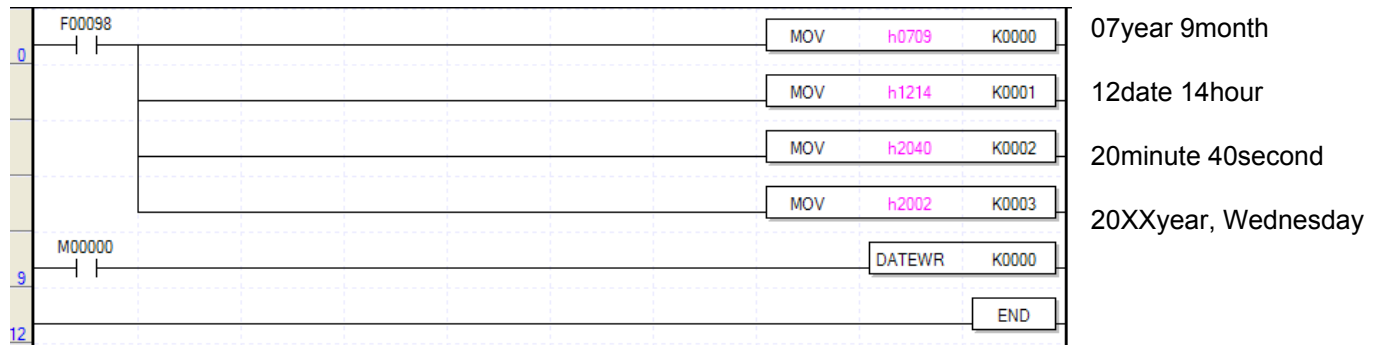 F00098
0
MOV h0709 K0000
07year 9month
MOV h1214 K0001
12date 14hour
MOV h2040 K0002
20minute 40second
MOV h2002 K0003
20XXyear, Wednesday
M00000
9
DATEWR K0000
END
12